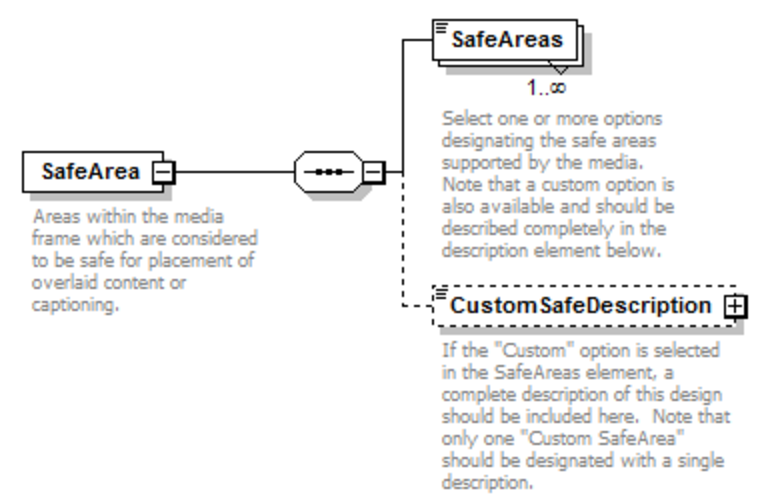 SafeAreas
1..∞
Select one or more options
designating the safe areas
supported by the media.
Note that a custom option is
also available and should be
described completely in the
description element below.
SafeArea
Areas within the media
frame which are considered
to be safe for placement of
overlaid content or
captioning.
CustomSafeDescription
If the "Custom" option is selected
in the SafeAreas element, a
complete description of this design
should be included here.  Note that
only one "Custom SafeArea"
should be designated with a single
description.